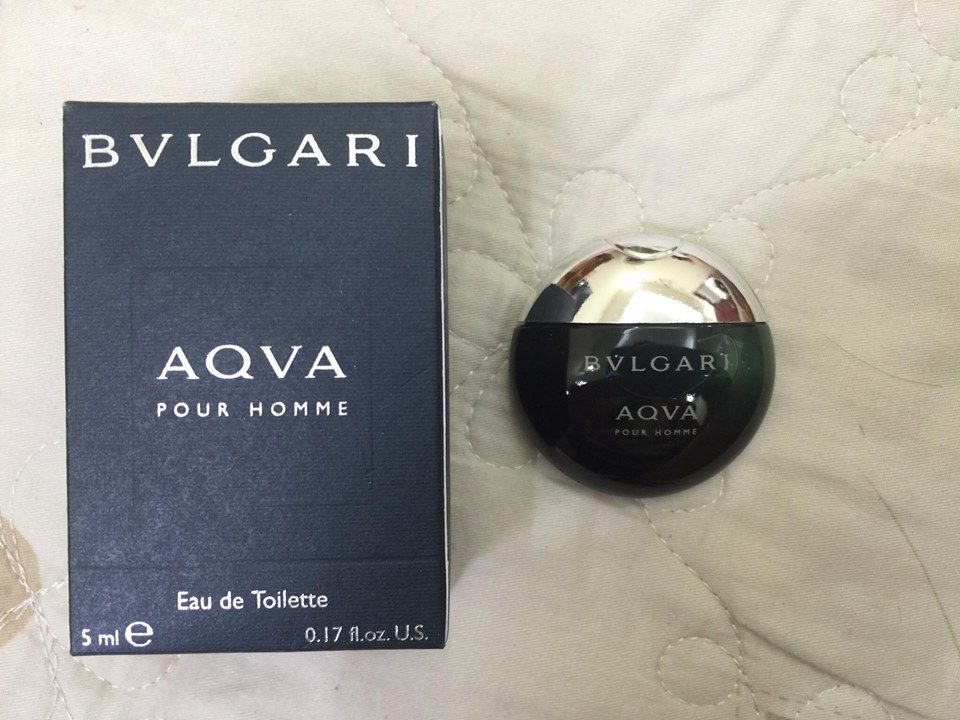 BVLGARI
AQVA
POUR HOMME
Eau de Toilette
5 ml ℮
0.17 fl.oz. U.S.
BVLGARI
AQVA
POUR HOMME